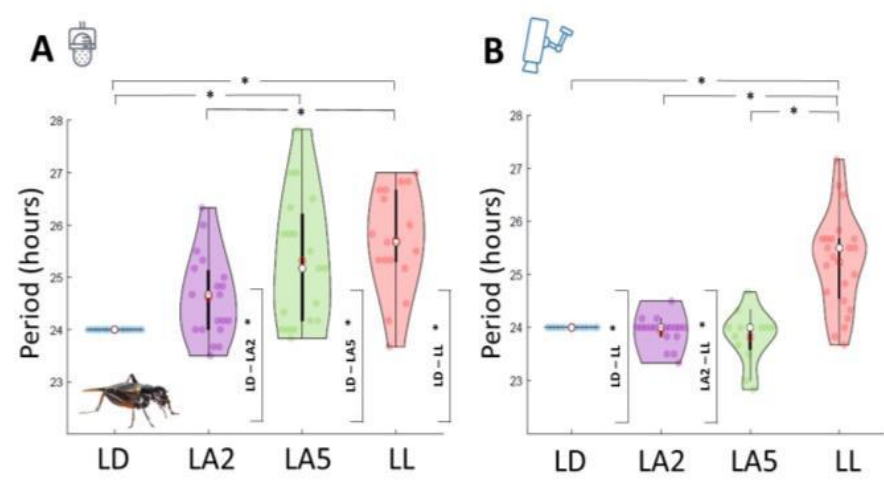 A
B
*
*
*
*
*
*
Period (hours)
28
27
26
25
24
23
LD – LA2 *
LD – LA5 *
LD – LL *
LD LA2 LA5 LL
Period (hours)
28
27
26
25
24
23
LD – LL *
LA2 – LL *
LD LA2 LA5 LL